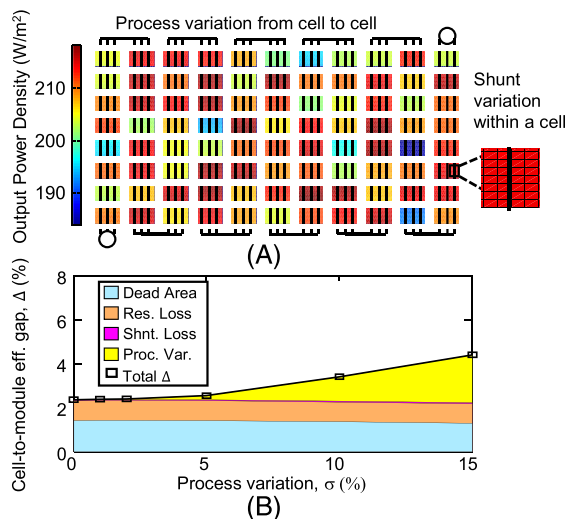 Process variation from cell to cell
Output Power Density (W/m²)
210
200
190
Shunt
variation
within a cell
(A)
Cell-to-module eff. gap, Δ (%)
8
6
4
2
0
Dead Area
Res. Loss
Shnt. Loss
Proc. Var.
Total Δ
0
5
10
15
Process variation, σ (%)
(B)